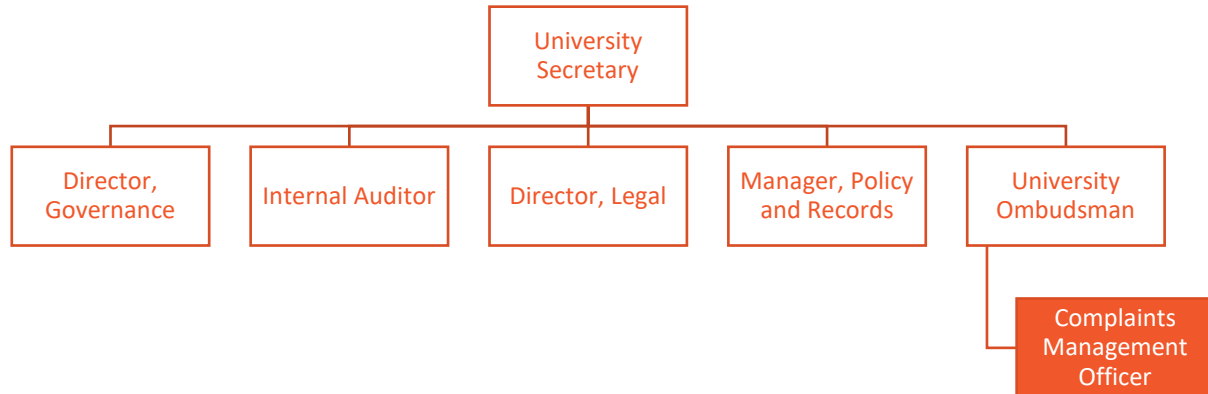 University
Secretary
Director,
Governance
Internal Auditor
Director, Legal
Manager, Policy
and Records
University
Ombudsman
Complaints
Management
Officer